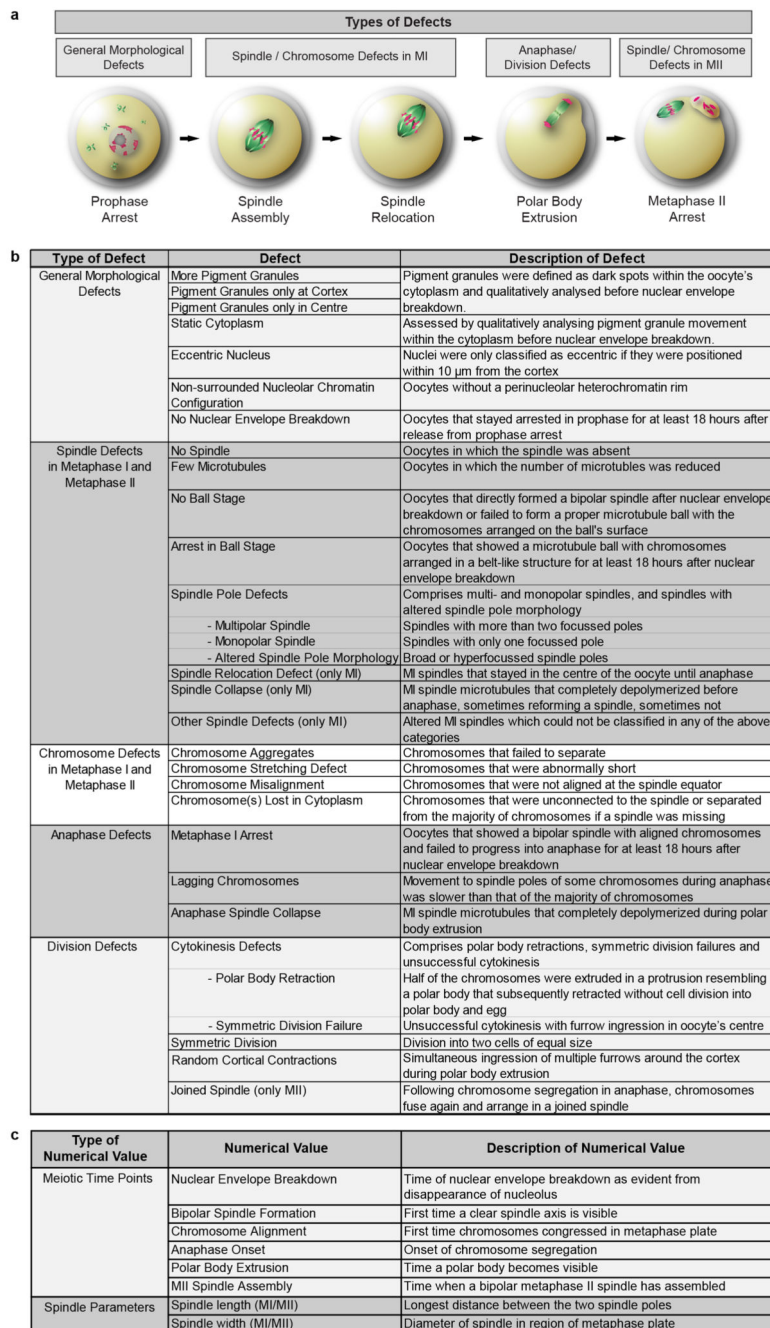 a
Types of Defects
General Morphological
Defects
Spindle / Chromosome Defects in MI
Anaphase/
Division Defects
Spindle/ Chromosome
Defects in MII
Prophase
Arrest
Spindle
Assembly
Spindle
Relocation
Polar Body
Extrusion
Metaphase II
Arrest
b
Type of Defect
Defect
Description of Defect
General Morphological
Defects
More Pigment Granules
Pigment Granules only at Cortex
Pigment Granules only in Centre
Pigment granules were defined as dark spots within the oocyte's
cytoplasm and qualitatively analysed before nuclear envelope
breakdown.
Static Cytoplasm
Assessed by qualitatively analysing pigment granule movement
within the cytoplasm before nuclear envelope breakdown.
Eccentric Nucleus
Nuclei were only classified as eccentric if they were positioned
within 10 µm from the cortex
Non-surrounded Nucleolar Chromatin
Configuration
Oocytes without a perinucleolar heterochromatin rim
No Nuclear Envelope Breakdown
Oocytes that stayed arrested in prophase for at least 18 hours after
release from prophase arrest
Spindle Defects
in Metaphase I and
Metaphase II
No Spindle
Oocytes in which the spindle was absent
Few Microtubules
Oocytes in which the number of microtubles was reduced
No Ball Stage
Oocytes that directly formed a bipolar spindle after nuclear envelope
breakdown or failed to form a proper microtubule ball with the
chromosomes arranged on the ball's surface
Arrest in Ball Stage
Oocytes that showed a microtubule ball with chromosomes
arranged in a belt-like structure for at least 18 hours after nuclear
envelope breakdown
Spindle Pole Defects
Comprises multi- and monopolar spindles, and spindles with
altered spindle pole morphology
- Multipolar Spindle
Spindles with more than two focussed poles
- Monopolar Spindle
Spindles with only one focussed pole
- Altered Spindle Pole Morphology
Broad or hyperfocussed spindle poles
Spindle Relocation Defect (only MI)
MI spindles that stayed in the centre of the oocyte until anaphase
Spindle Collapse (only MI)
MI spindle microtubules that completely depolymerized before
anaphase, sometimes reforming a spindle, sometimes not
Other Spindle Defects (only MI)
Altered MI spindles which could not be classified in any of the above
categories
Chromosome Defects
in Metaphase I and
Metaphase II
Chromosome Aggregates
Chromosomes that failed to separate
Chromosome Stretching Defect
Chromosomes that were abnormally short
Chromosome Misalignment
Chromosomes that were not aligned at the spindle equator
Chromosome(s) Lost in Cytoplasm
Chromosomes that were unconnected to the spindle or separated
from the majority of chromosomes if a spindle was missing
Anaphase Defects
Metaphase I Arrest
Oocytes that showed a bipolar spindle with aligned chromosomes
and failed to progress into anaphase for at least 18 hours after
nuclear envelope breakdown
Lagging Chromosomes
Movement to spindle poles of some chromosomes during anaphase
was slower than that of the majority of chromosomes
Anaphase Spindle Collapse
MI spindle microtubules that completely depolymerized during polar
body extrusion
Division Defects
Cytokinesis Defects
Comprises polar body retractions, symmetric division failures and
unsuccessful cytokinesis
- Polar Body Retraction
Half of the chromosomes were extruded in a protrusion resembling
a polar body that subsequently retracted without cell division into
polar body and egg
- Symmetric Division Failure
Unsuccessful cytokinesis with furrow ingression in oocyte's centre
Symmetric Division
Division into two cells of equal size
Random Cortical Contractions
Simultaneous ingression of multiple furrows around the cortex
during polar body extrusion
Joined Spindle (only MII)
Following chromosome segregation in anaphase, chromosomes
fuse again and arrange in a joined spindle
c
Type of
Numerical Value
Numerical Value
Description of Numerical Value
Meiotic Time Points
Nuclear Envelope Breakdown
Time of nuclear envelope breakdown as evident from
disappearance of nucleolus
Bipolar Spindle Formation
First time a clear spindle axis is visible
Chromosome Alignment
First time chromosomes congressed in metaphase plate
Anaphase Onset
Onset of chromosome segregation
Polar Body Extrusion
Time a polar body becomes visible
MII Spindle Assembly
Time when a bipolar metaphase II spindle has assembled
Spindle Parameters
Spindle length (MI/MII)
Longest distance between the two spindle poles
Spindle width (MI/MII)
Diameter of spindle in region of metaphase plate